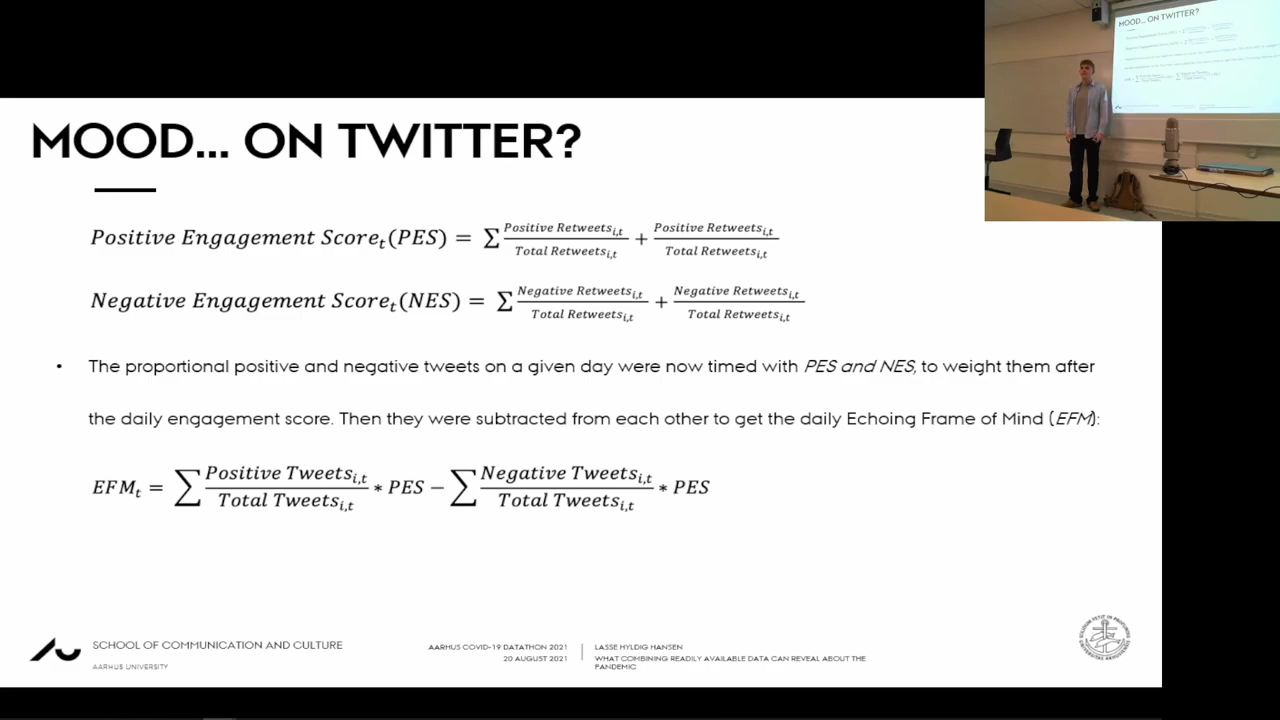 MOOD... ON TWITTER?
Positive Engagement Score_t(PES) = ∑ Positive Retweets_i,t / Total Retweets_i,t + Positive Retweets_i,t / Total Retweets_i,t
Negative Engagement Score_t(NES) = ∑ Negative Retweets_i,t / Total Retweets_i,t + Negative Retweets_i,t / Total Retweets_i,t
• The proportional positive and negative tweets on a given day were now timed with PES and NES, to weight them after
the daily engagement score. Then they were subtracted from each other to get the daily Echoing Frame of Mind (EFM):
EFM_t = ∑ Positive Tweets_i,t / Total Tweets_i,t * PES − ∑ Negative Tweets_i,t / Total Tweets_i,t * PES
SCHOOL OF COMMUNICATION AND CULTURE
AARHUS UNIVERSITY
AARHUS COVID-19 DATATHON 2021
20 AUGUST 2021
LASSE HYLDIG HANSEN
WHAT COMBINING READILY AVAILABLE DATA CAN REVEAL ABOUT THE
PANDEMIC
MOOD... ON TWITTER?